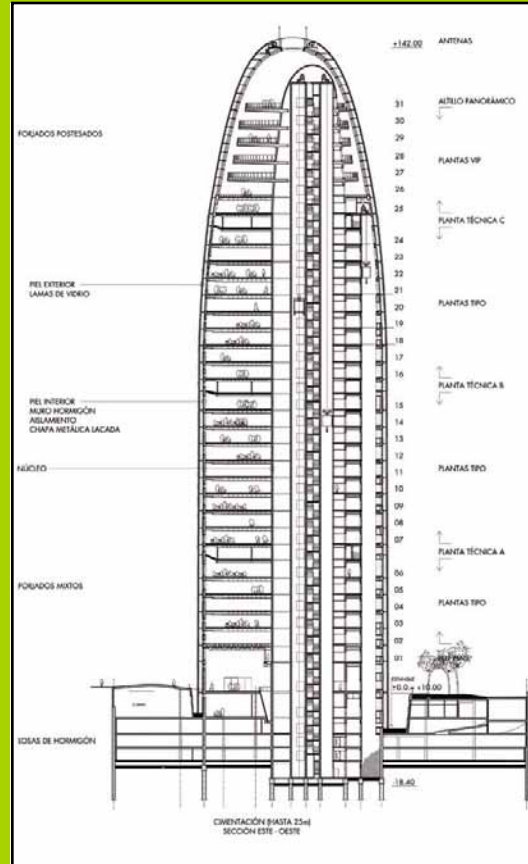 +142.00 ANTENAS
31 ALTILLO PANORÁMICO
30
FORJADOS POSTESADOS
29
28 PLANTAS VIP
27
26
25
PLANTA TÉCNICA C
24
23
22
PIEL EXTERIOR
LAMAS DE VIDRIO
21
20 PLANTAS TIPO
19
18
17
16
PLANTA TÉCNICA B
PIEL INTERIOR
MURO HORMIGÓN
AISLAMIENTO
CHAPA METÁLICA LACADA
15
14
13
12
NÚCLEO
11 PLANTAS TIPO
10
09
08
07
PLANTA TÉCNICA A
06
FORJADOS MIXTOS
05
04 PLANTAS TIPO
03
02
01
±0.0 = +10.00
LOSAS DE HORMIGÓN
-18.40
CIMENTACIÓN (HASTA 25m)
SECCIÓN ESTE - OESTE